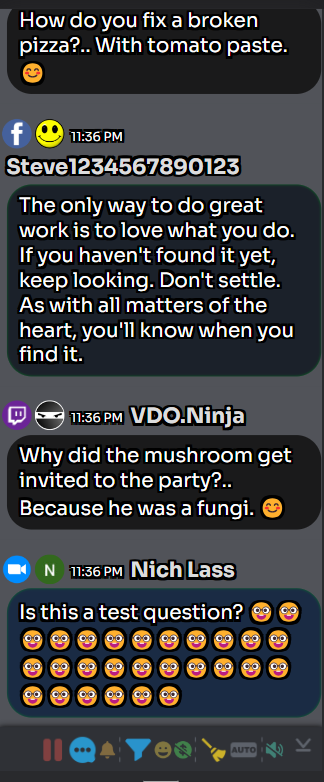 How do you fix a broken
pizza?.. With tomato paste.
😊
11:36 PM
Steve1234567890123
The only way to do great
work is to love what you do.
If you haven't found it yet,
keep looking. Don't settle.
As with all matters of the
heart, you'll know when you
find it.
11:36 PM VDO.Ninja
Why did the mushroom get
invited to the party?..
Because he was a fungi. 😊
N 11:36 PM Nich Lass
Is this a test question? 🤓🤓
🤓🤓🤓🤓🤓🤓🤓🤓🤓🤓
🤓🤓🤓🤓🤓🤓🤓🤓🤓🤓
🤓🤓🤓🤓🤓🤓
AUTO